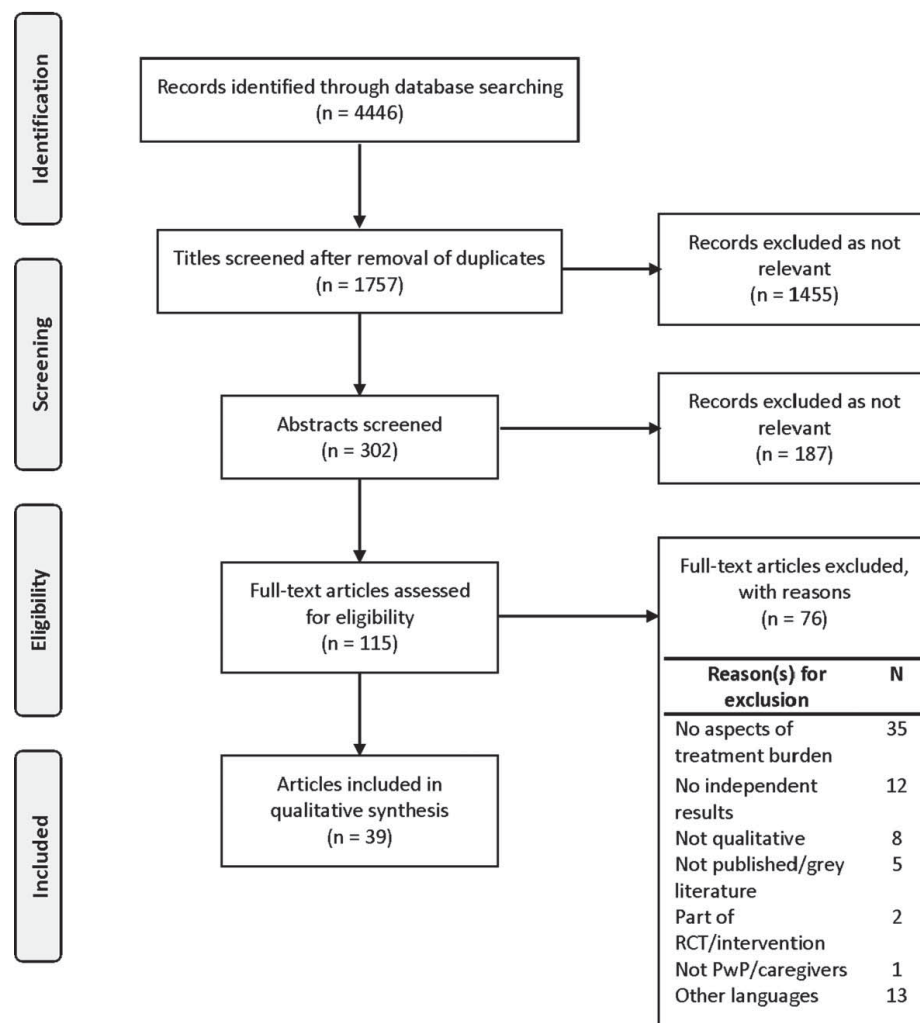 Identification
Records identified through database searching
(n = 4446)
Titles screened after removal of duplicates
(n = 1757)
Records excluded as not
relevant
(n = 1455)
Screening
Abstracts screened
(n = 302)
Records excluded as not
relevant
(n = 187)
Eligibility
Full-text articles assessed
for eligibility
(n = 115)
Full-text articles excluded,
with reasons
(n = 76)
Reason(s) for N
exclusion
No aspects of 35
treatment burden
No independent 12
results
Not qualitative 8
Not published/grey 5
literature
Part of 2
RCT/intervention
Not PwP/caregivers 1
Other languages 13
Included
Articles included in
qualitative synthesis
(n = 39)